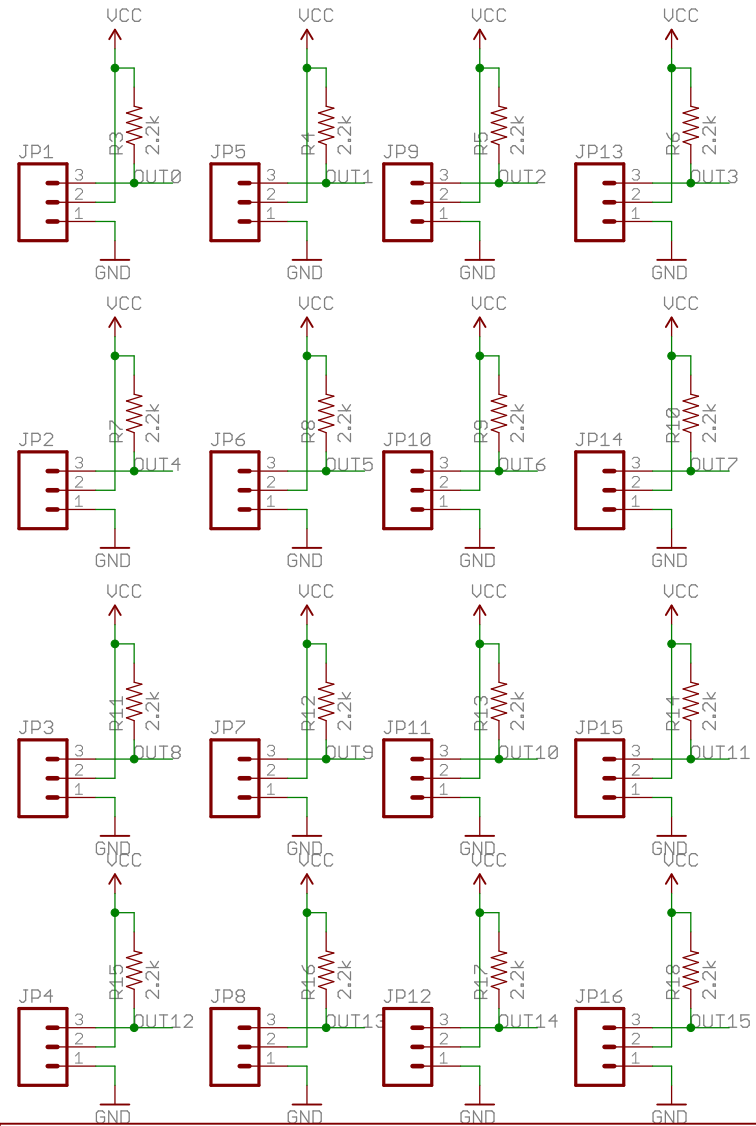 VCC VCC VCC VCC
R3 2.2k R4 2.2k R5 2.2k R6 2.2k
JP1 JP5 JP9 JP13
3 OUT0 3 OUT1 3 OUT2 3 OUT3
2 2 2 2
1 1 1 1
GND GND GND GND
VCC VCC VCC VCC
R7 2.2k R8 2.2k R9 2.2k R10 2.2k
JP2 JP6 JP10 JP14
3 OUT4 3 OUT5 3 OUT6 3 OUT7
2 2 2 2
1 1 1 1
GND GND GND GND
VCC VCC VCC VCC
R11 2.2k R12 2.2k R13 2.2k R14 2.2k
JP3 JP7 JP11 JP15
3 OUT8 3 OUT9 3 OUT10 3 OUT11
2 2 2 2
1 1 1 1
GND GND GND GND
VCC VCC VCC VCC
R15 2.2k R16 2.2k R17 2.2k R18 2.2k
JP4 JP8 JP12 JP16
3 OUT12 3 OUT13 3 OUT14 3 OUT15
2 2 2 2
1 1 1 1
GND GND GND GND